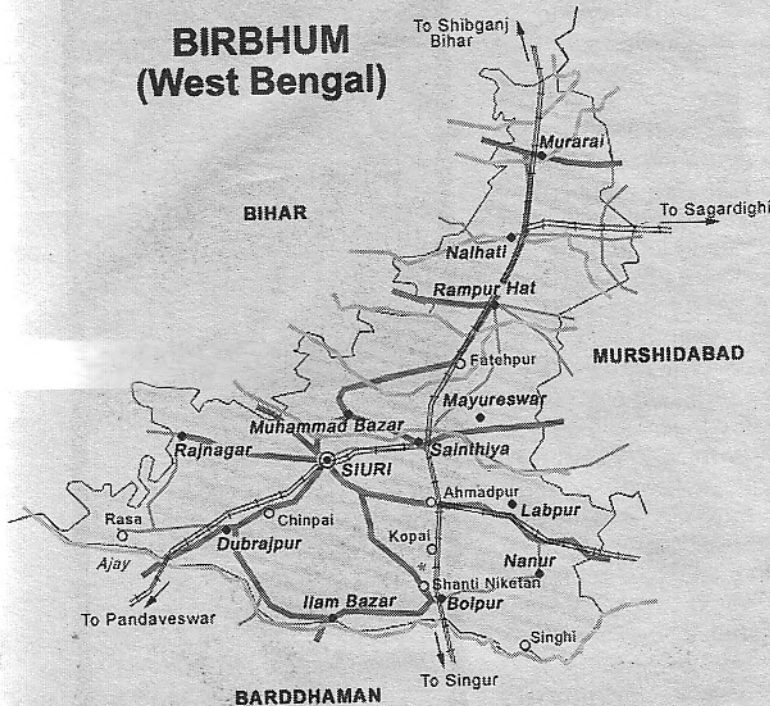 BIRBHUM
(West Bengal)
To Shibganj
Bihar
Murarai
BIHAR
To Sagardighi
Nalhati
Rampur Hat
MURSHIDABAD
Fatehpur
Mayureswar
Muhammad Bazar
Rajnagar
Sainthiya
SIURI
Ahmadpur
Labpur
Rasa
Chinpai
Dubrajpur
Kopai
Ajay
Nanur
Shanti Niketan
Ilam Bazar
Bolpur
To Pandaveswar
Singhi
To Singur
BARDDHAMAN